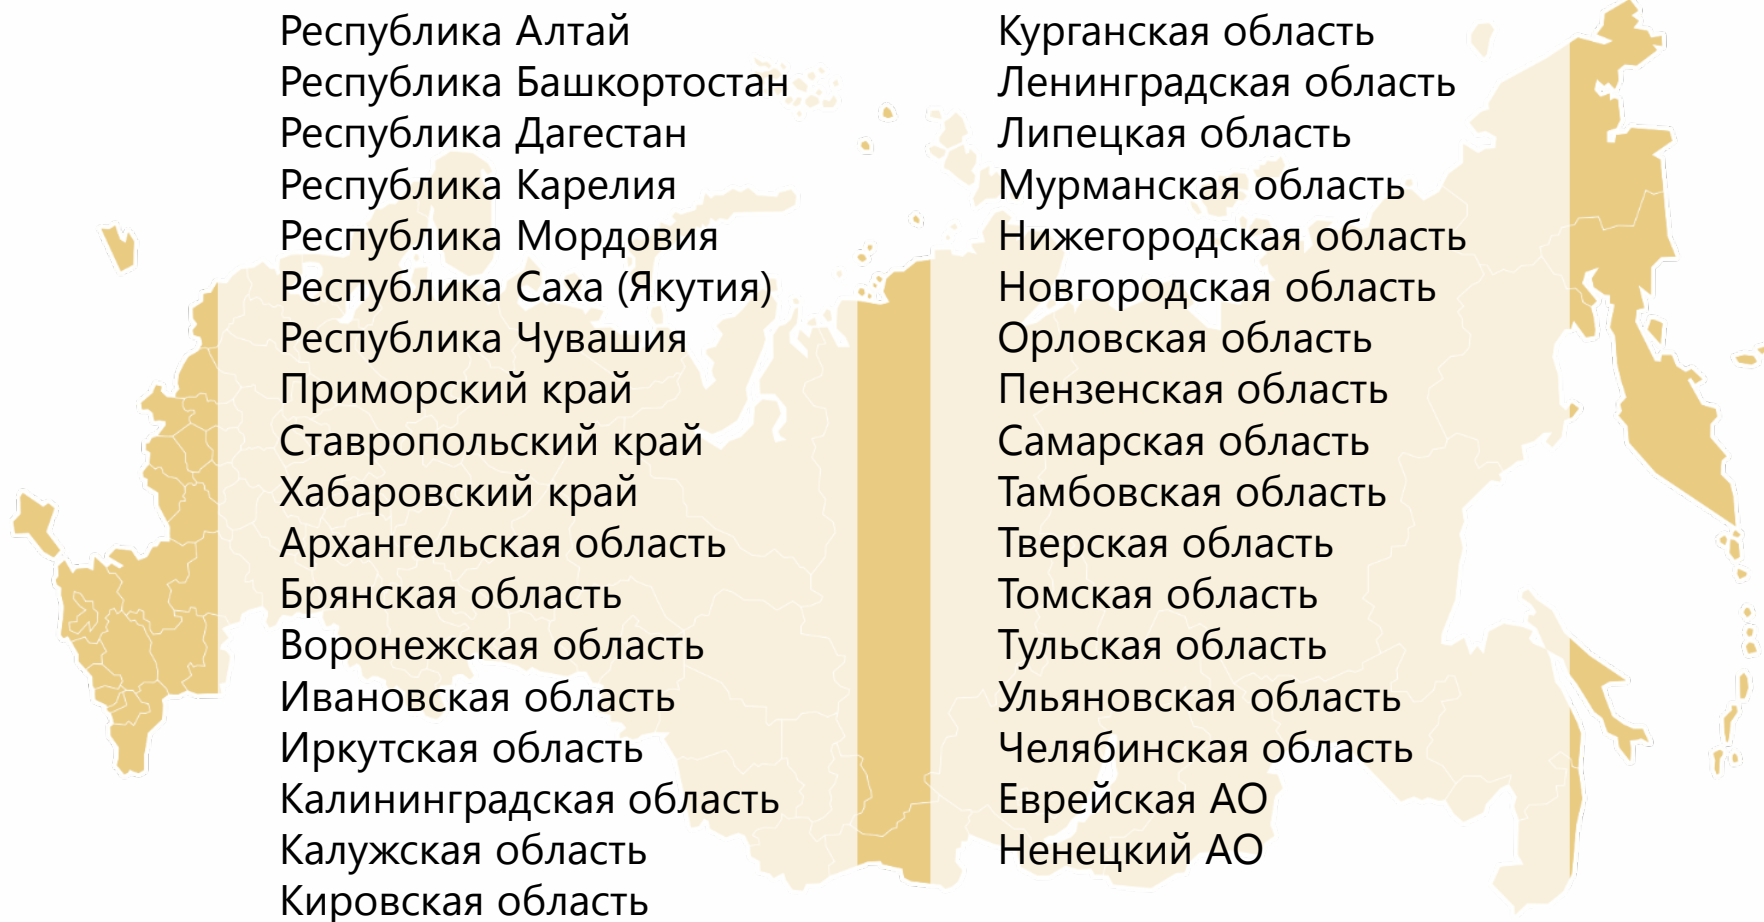 Республика Алтай
Республика Башкортостан
Республика Дагестан
Республика Карелия
Республика Мордовия
Республика Саха (Якутия)
Республика Чувашия
Приморский край
Ставропольский край
Хабаровский край
Архангельская область
Брянская область
Воронежская область
Ивановская область
Иркутская область
Калининградская область
Калужская область
Кировская область
Курганская область
Ленинградская область
Липецкая область
Мурманская область
Нижегородская область
Новгородская область
Орловская область
Пензенская область
Самарская область
Тамбовская область
Тверская область
Томская область
Тульская область
Ульяновская область
Челябинская область
Еврейская АО
Ненецкий АО